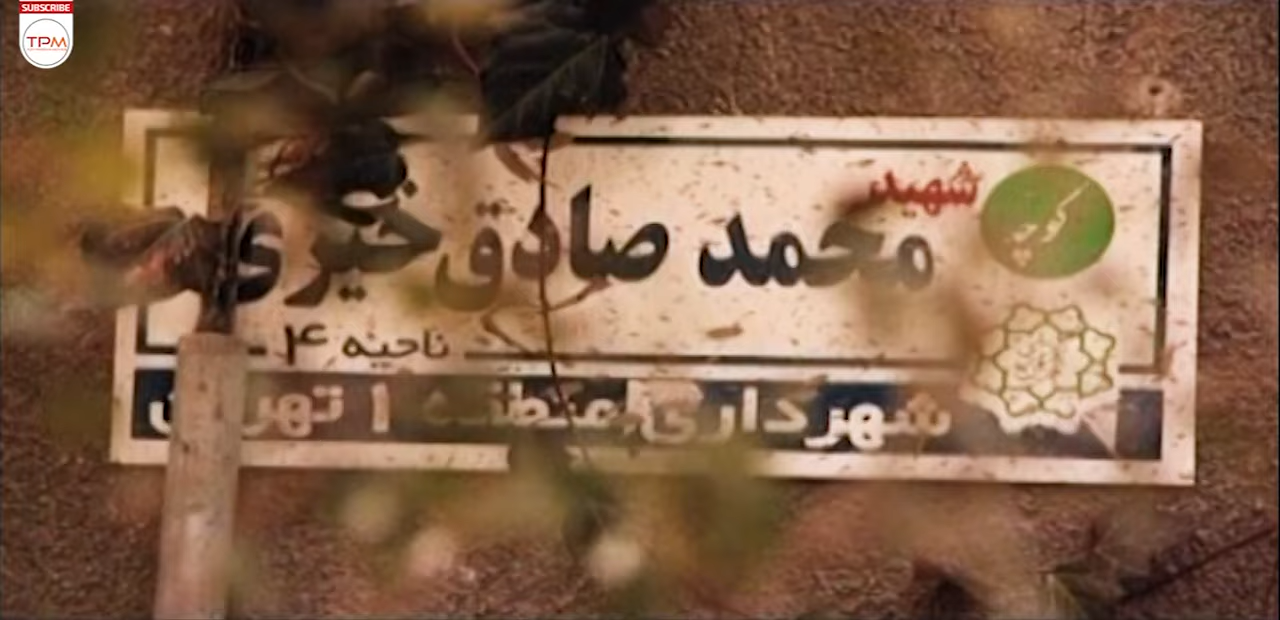 SUBSCRIBE
TPM
کوچه
شهید
محمد صادق خیری
ناحیه ۴
شهرداری منطقه ۱ تهران